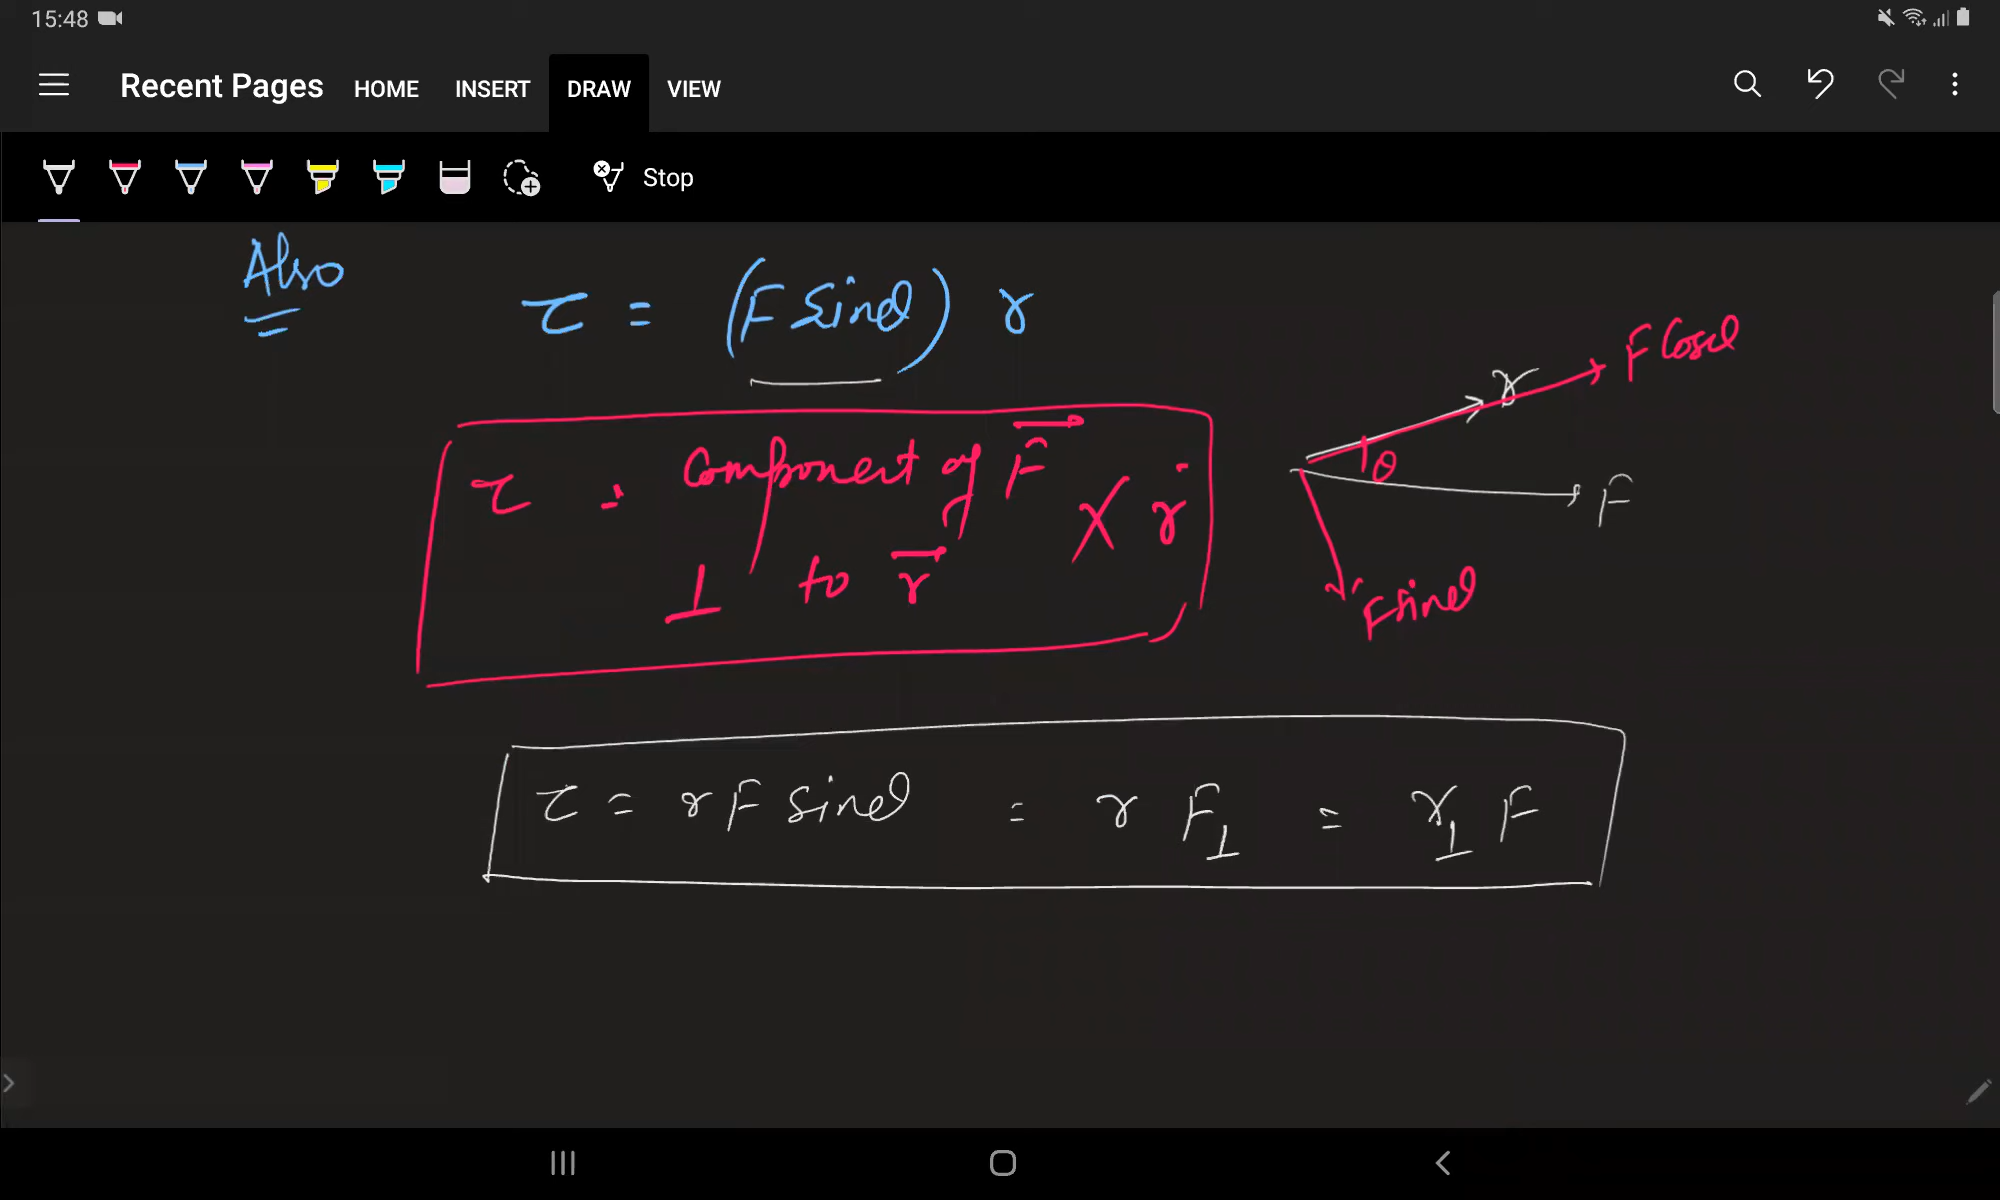 15:48
Recent Pages HOME INSERT DRAW VIEW
Stop
Also
τ = (F Sinθ) r
τ = Component of F⃗ ⊥ to r⃗ X r
r
F Cosθ
θ
F
F sinθ
τ = r F Sinθ = r F⊥ = r⊥ F